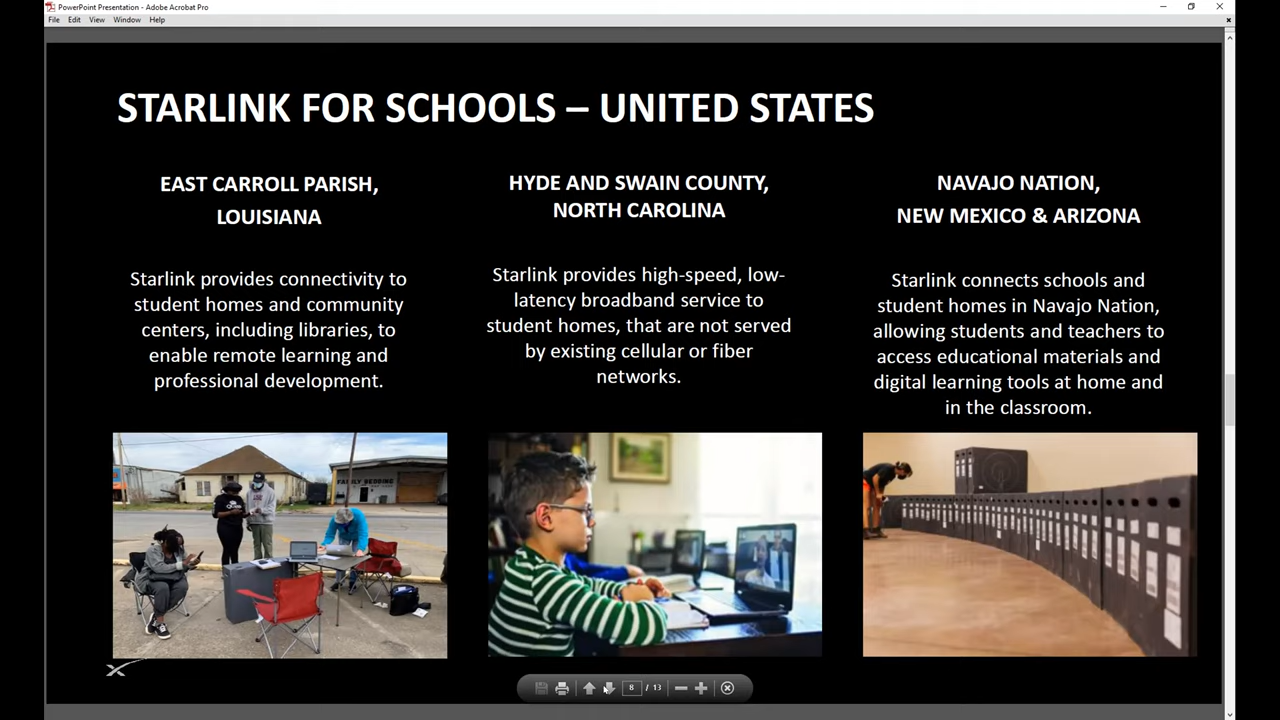 PowerPoint Presentation - Adobe Acrobat Pro
File Edit View Window Help
STARLINK FOR SCHOOLS – UNITED STATES
EAST CARROLL PARISH,
LOUISIANA
Starlink provides connectivity to
student homes and community
centers, including libraries, to
enable remote learning and
professional development.
HYDE AND SWAIN COUNTY,
NORTH CAROLINA
Starlink provides high-speed, low-
latency broadband service to
student homes, that are not served
by existing cellular or fiber
networks.
NAVAJO NATION,
NEW MEXICO & ARIZONA
Starlink connects schools and
student homes in Navajo Nation,
allowing students and teachers to
access educational materials and
digital learning tools at home and
in the classroom.
FAMILY BEDDING
8 / 13